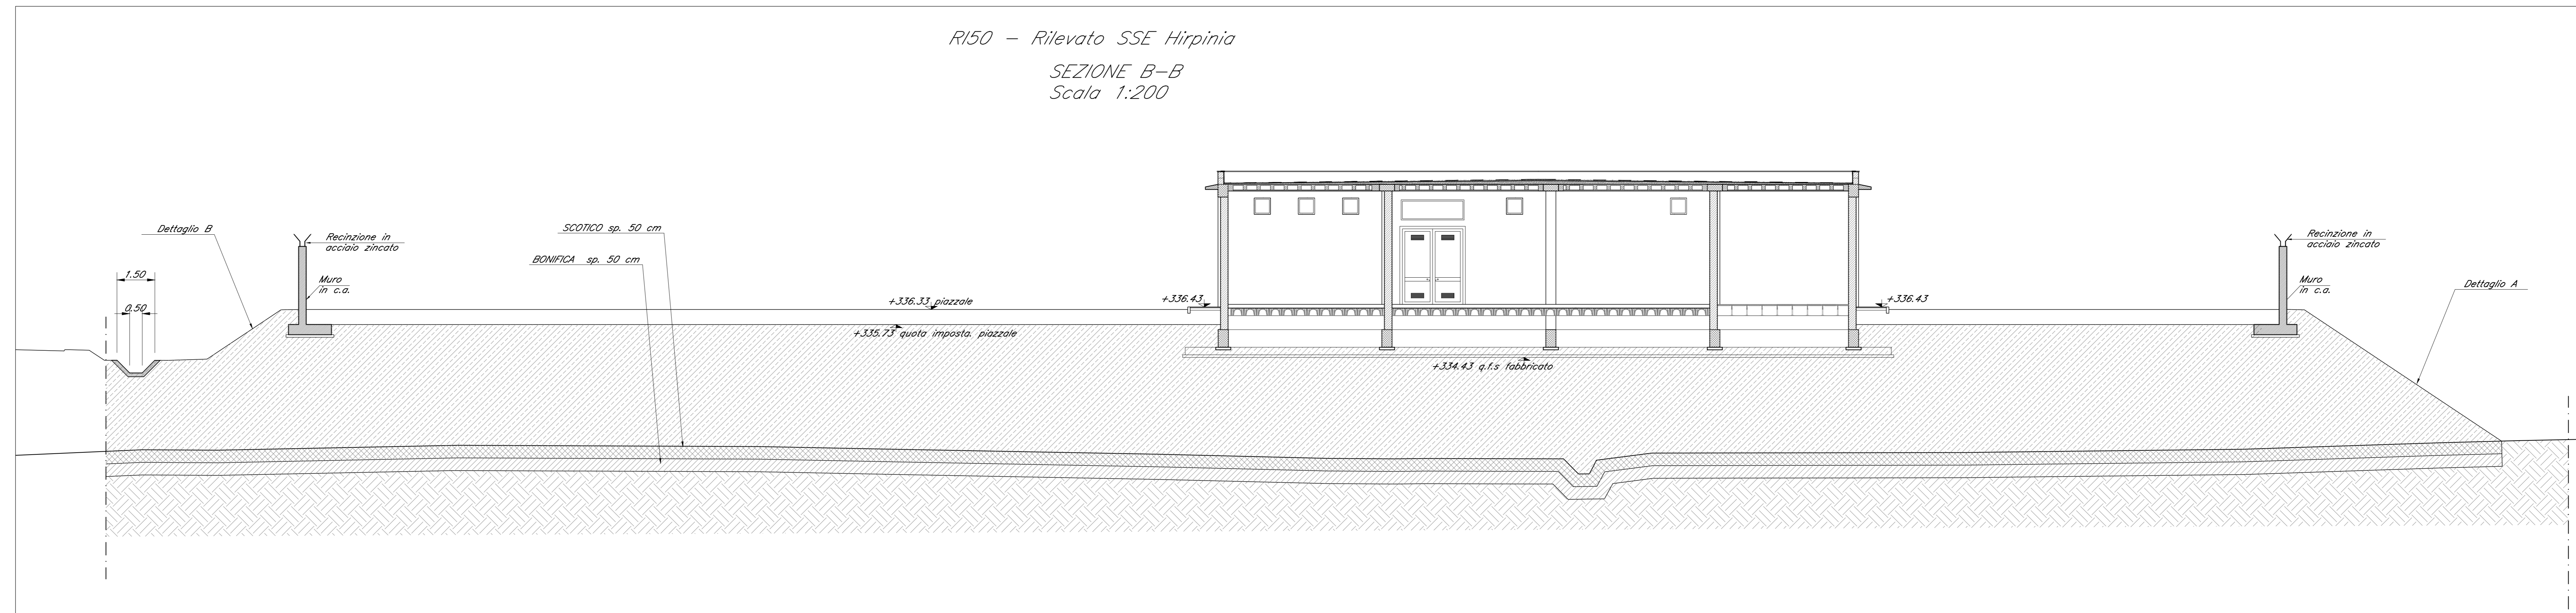 RI50 - Rilevato SSE Hirpinia
SEZIONE B-B
Scala 1:200
Dettaglio B
Recinzione in
acciaio zincato
SCOTICO sp. 50 cm
BONIFICA sp. 50 cm
1.50
Muro
in c.a.
0.50
+336.33 piazzale
+335.73 quota imposta. piazzale
+336.43
+336.43
+334.43 q.f.s fabbricato
Recinzione in
acciaio zincato
Muro
in c.a.
Dettaglio A